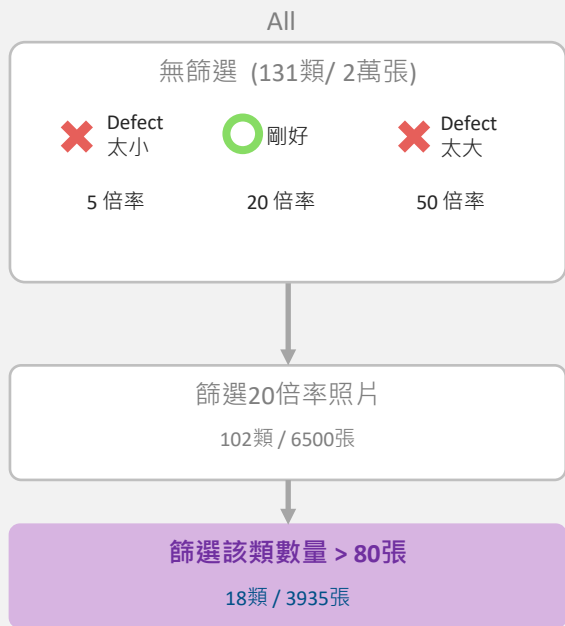 All
無篩選 (131類/ 2萬張)
Defect
太小
剛好
Defect
太大
5 倍率
20 倍率
50 倍率
篩選20倍率照片
102類 / 6500張
篩選該類數量 > 80張
18類 / 3935張